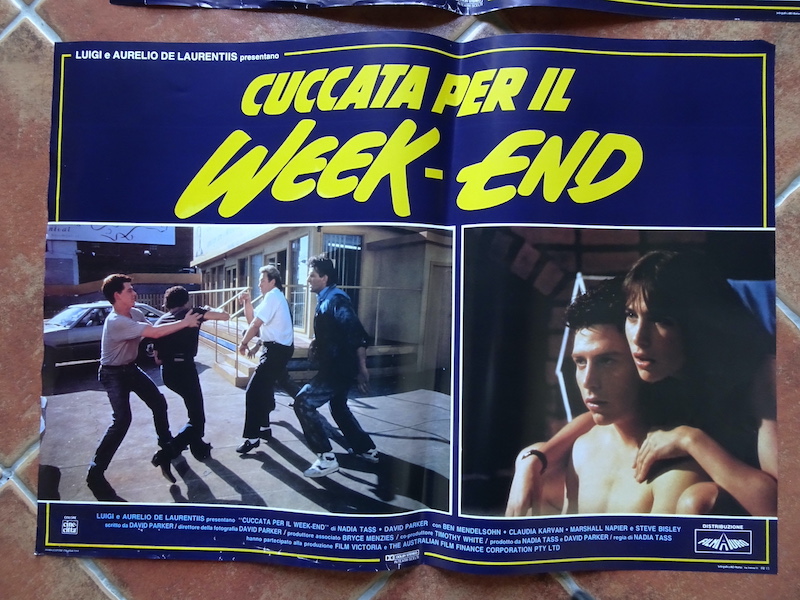 LUIGI e AURELIO DE LAURENTIIS presentano
CUCCATA PER IL
WEEK-END
LUIGI e AURELIO DE LAURENTIIS presentano "CUCCATA PER IL WEEK-END" di NADIA TASS - DAVID PARKER con BEN MENDELSOHN - CLAUDIA KARVAN - MARSHALL NAPIER e STEVE BISLEY
scritto da DAVID PARKER / direttore della fotografia DAVID PARKER / produttore associato BRYCE MENZIES / co-produttore TIMOTHY WHITE / prodotto da NADIA TASS e DAVID PARKER / regia di NADIA TASS
hanno partecipato alla produzione FILM VICTORIA e THE AUSTRALIAN FILM FINANCE CORPORATION PTY LTD
cine-
città
DISTRIBUZIONE
FILMAURO